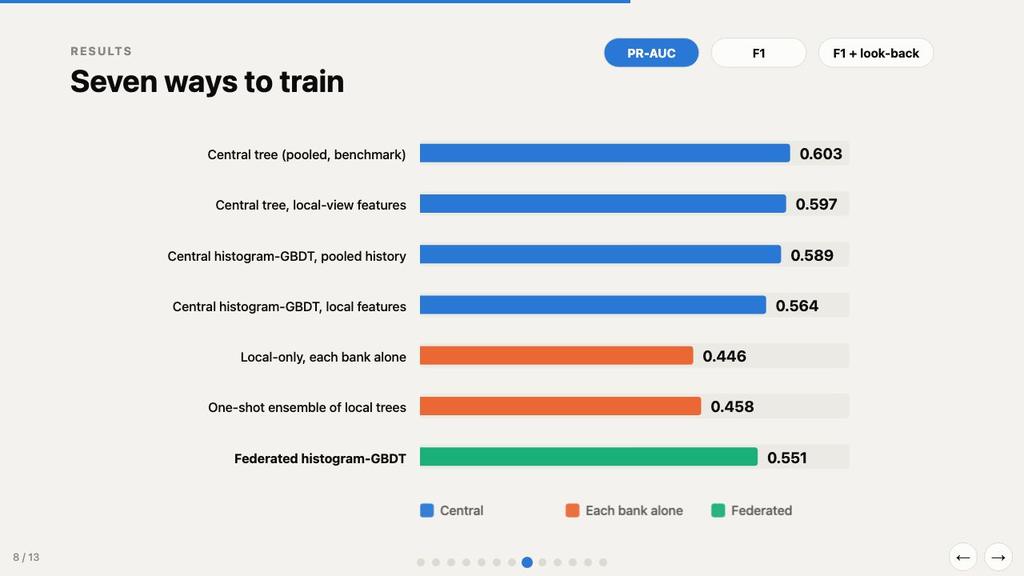 RESULTS
Seven ways to train
PR-AUC
F1
F1 + look-back
Central tree (pooled, benchmark)
0.603
Central tree, local-view features
0.597
Central histogram-GBDT, pooled history
0.589
Central histogram-GBDT, local features
0.564
Local-only, each bank alone
0.446
One-shot ensemble of local trees
0.458
Federated histogram-GBDT
0.551
Central
Each bank alone
Federated
8 / 13
← →